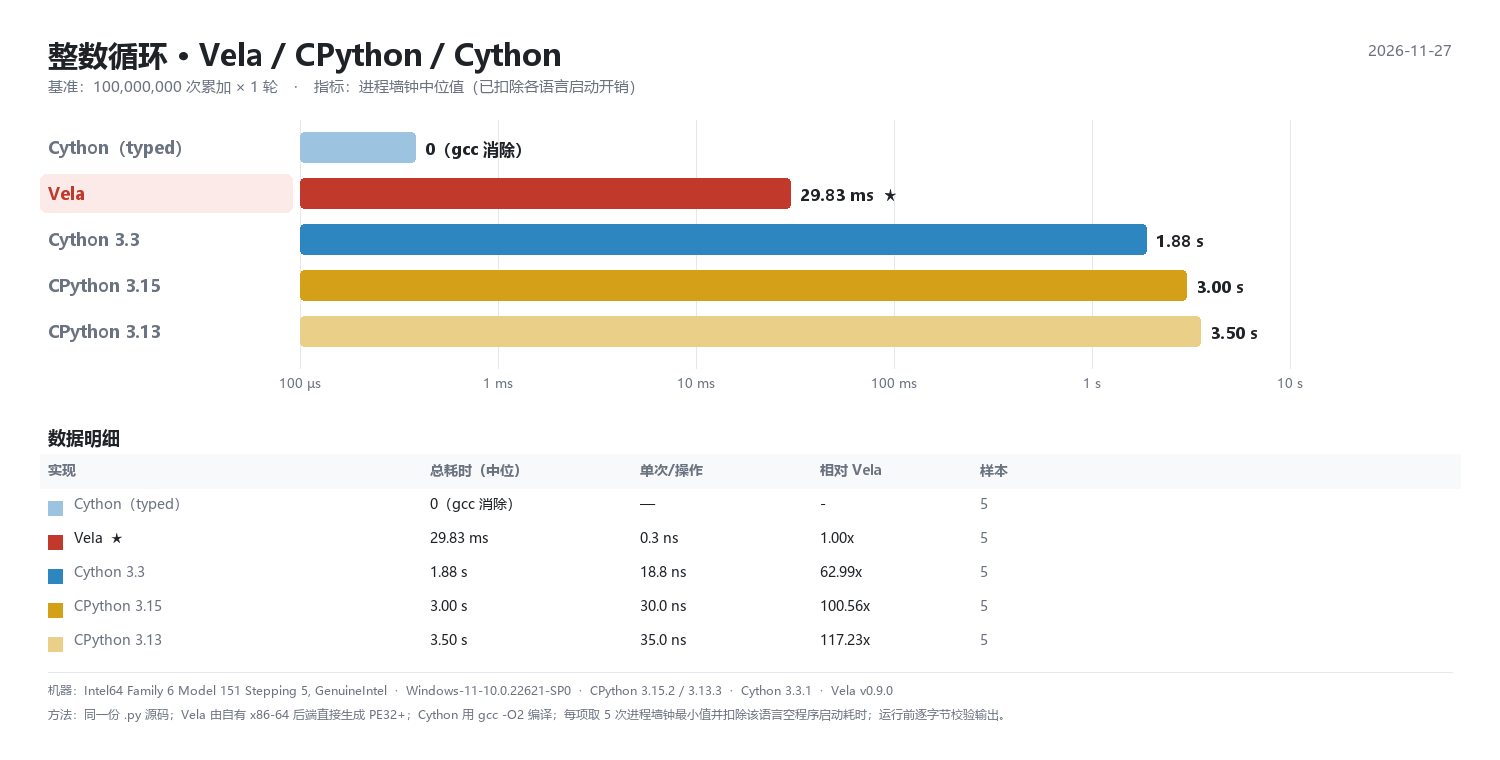 整数循环 • Vela / CPython / Cython
2026-11-27
基准：100,000,000 次累加 × 1 轮 · 指标：进程墙钟中位值（已扣除各语言启动开销）
Cython（typed） 0（gcc 消除）
Vela 29.83 ms ★
Cython 3.3 1.88 s
CPython 3.15 3.00 s
CPython 3.13 3.50 s
100 μs 1 ms 10 ms 100 ms 1 s 10 s
数据明细
实现 总耗时（中位） 单次/操作 相对 Vela 样本
Cython（typed） 0（gcc 消除） — - 5
Vela ★ 29.83 ms 0.3 ns 1.00x 5
Cython 3.3 1.88 s 18.8 ns 62.99x 5
CPython 3.15 3.00 s 30.0 ns 100.56x 5
CPython 3.13 3.50 s 35.0 ns 117.23x 5
机器：Intel64 Family 6 Model 151 Stepping 5, GenuineIntel · Windows-11-10.0.22621-SP0 · CPython 3.15.2 / 3.13.3 · Cython 3.3.1 · Vela v0.9.0
方法：同一份 .py 源码；Vela 由自有 x86-64 后端直接生成 PE32+；Cython 用 gcc -O2 编译；每项取 5 次进程墙钟最小值并扣除该语言空程序启动耗时；运行前逐字节校验输出。